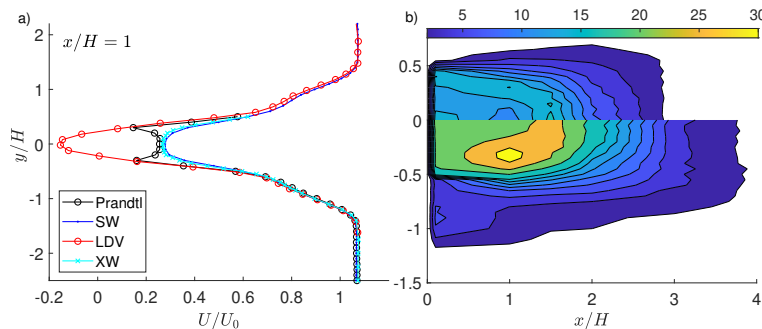 a)
x/H = 1
y/H
2
1
0
-1
-2
Prandtl
SW
LDV
XW
-0.2 0 0.2 0.4 0.6 0.8 1
U/U0
b)
5 10 15 20 25 30
0.5
0
-0.5
-1
-1.5
0 1 2 3 4
x/H